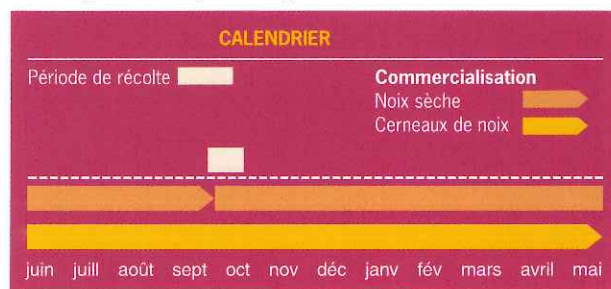 CALENDRIER
Période de récolte
Commercialisation
Noix sèche
Cerneaux de noix
juin juill août sept oct nov déc janv fév mars avril mai